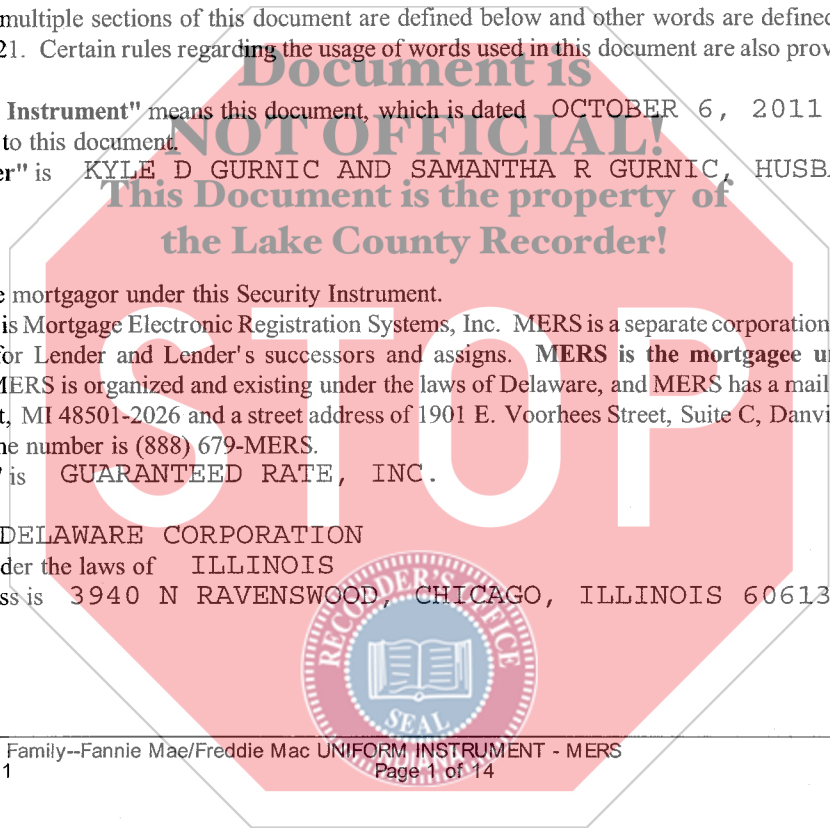 multiple sections of this document are defined below and other words are defined
21. Certain rules regarding the usage of words used in this document are also prov
Document is
Instrument" means this document, which is dated OCTOBER 6, 2011
NOT OFFICIAL!
to this document.
er" is KYLE D GURNIC AND SAMANTHA R GURNIC, HUSBA
This Document is the property of
the Lake County Recorder!
e mortgagor under this Security Instrument.
is Mortgage Electronic Registration Systems, Inc. MERS is a separate corporation
for Lender and Lender's successors and assigns. MERS is the mortgagee u
MERS is organized and existing under the laws of Delaware, and MERS has a mail
t, MI 48501-2026 and a street address of 1901 E. Voorhees Street, Suite C, Danvi
ne number is (888) 679-MERS.
STOP
" is GUARANTEED RATE, INC.
DELAWARE CORPORATION
der the laws of ILLINOIS
ss is 3940 N RAVENSWOOD, CHICAGO, ILLINOIS 60613
RECORDER'S OFFICE
SEAL
INDIANA
Family--Fannie Mae/Freddie Mac UNIFORM INSTRUMENT - MERS
1 Page 1 of 14